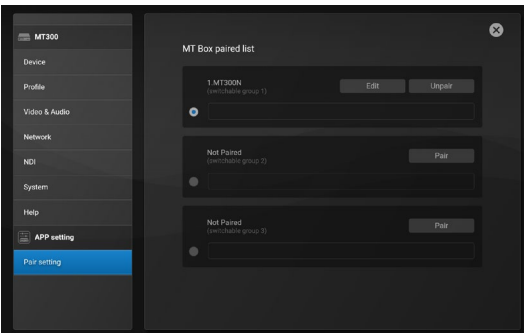 MT300
Device
Profile
Video & Audio
Network
NDI
System
Help
APP setting
Pair setting
MT Box paired list
1.MT300N
(switchable group 1)
Edit
Unpair
Not Paired
(switchable group 2)
Pair
Not Paired
(switchable group 3)
Pair